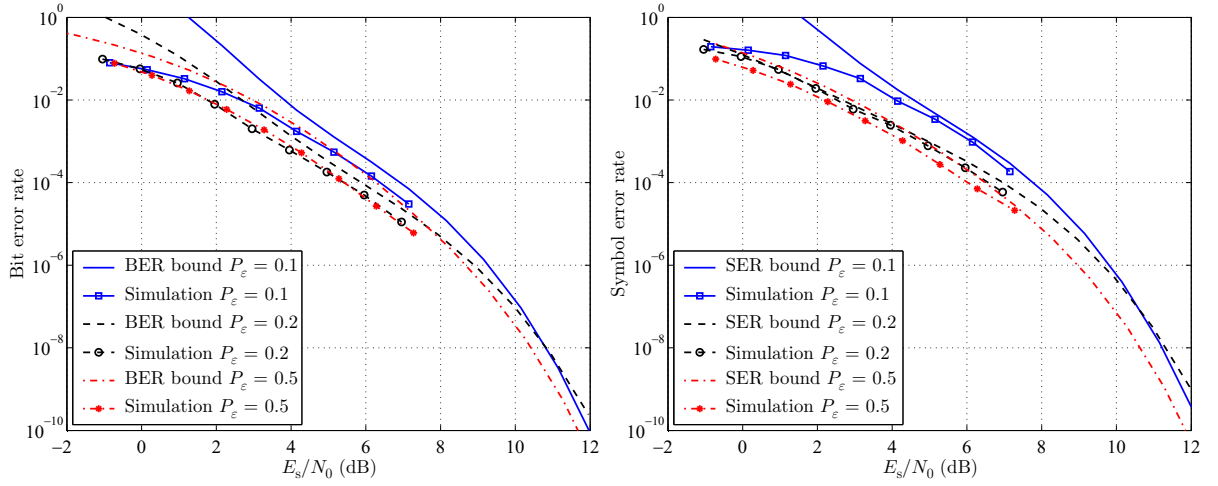 10^0
10^−2
10^−4
10^−6
10^−8
10^−10
Bit error rate
BER bound P_ε = 0.1
Simulation P_ε = 0.1
BER bound P_ε = 0.2
Simulation P_ε = 0.2
BER bound P_ε = 0.5
Simulation P_ε = 0.5
−2 0 2 4 6 8 10 12
E_s/N_0 (dB)
10^0
10^−2
10^−4
10^−6
10^−8
10^−10
Symbol error rate
SER bound P_ε = 0.1
Simulation P_ε = 0.1
SER bound P_ε = 0.2
Simulation P_ε = 0.2
SER bound P_ε = 0.5
Simulation P_ε = 0.5
−2 0 2 4 6 8 10 12
E_s/N_0 (dB)